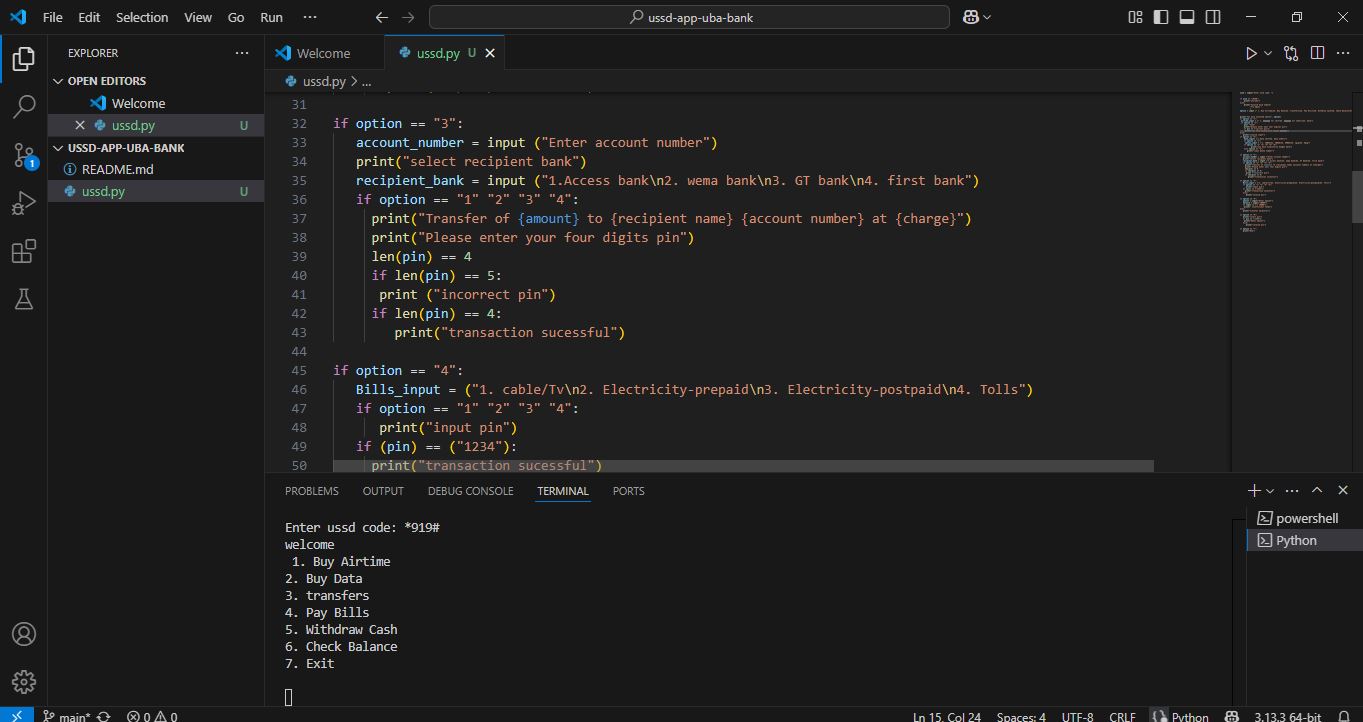 File Edit Selection View Go Run ··· ussd-app-uba-bank
EXPLORER ···
OPEN EDITORS
Welcome
ussd.py U
USSD-APP-UBA-BANK
README.md
ussd.py U
1
Welcome ussd.py U
ussd.py > ...
31
32 if option == "3":
33 account_number = input ("Enter account number")
34 print("select recipient bank")
35 recipient_bank = input ("1.Access bank\n2. wema bank\n3. GT bank\n4. first bank")
36 if option == "1" "2" "3" "4":
37 print("Transfer of {amount} to {recipient name} {account number} at {charge}")
38 print("Please enter your four digits pin")
39 len(pin) == 4
40 if len(pin) == 5:
41 print ("incorrect pin")
42 if len(pin) == 4:
43 print("transaction sucessful")
44
45 if option == "4":
46 Bills_input = ("1. cable/Tv\n2. Electricity-prepaid\n3. Electricity-postpaid\n4. Tolls")
47 if option == "1" "2" "3" "4":
48 print("input pin")
49 if (pin) == ("1234"):
50 print("transaction sucessful")
PROBLEMS OUTPUT DEBUG CONSOLE TERMINAL PORTS
Enter ussd code: *919#
welcome
1. Buy Airtime
2. Buy Data
3. transfers
4. Pay Bills
5. Withdraw Cash
6. Check Balance
7. Exit
powershell
Python
main* 0 0 Ln 15, Col 24 Spaces: 4 UTF-8 CRLF Python 3.13.3 64-bit